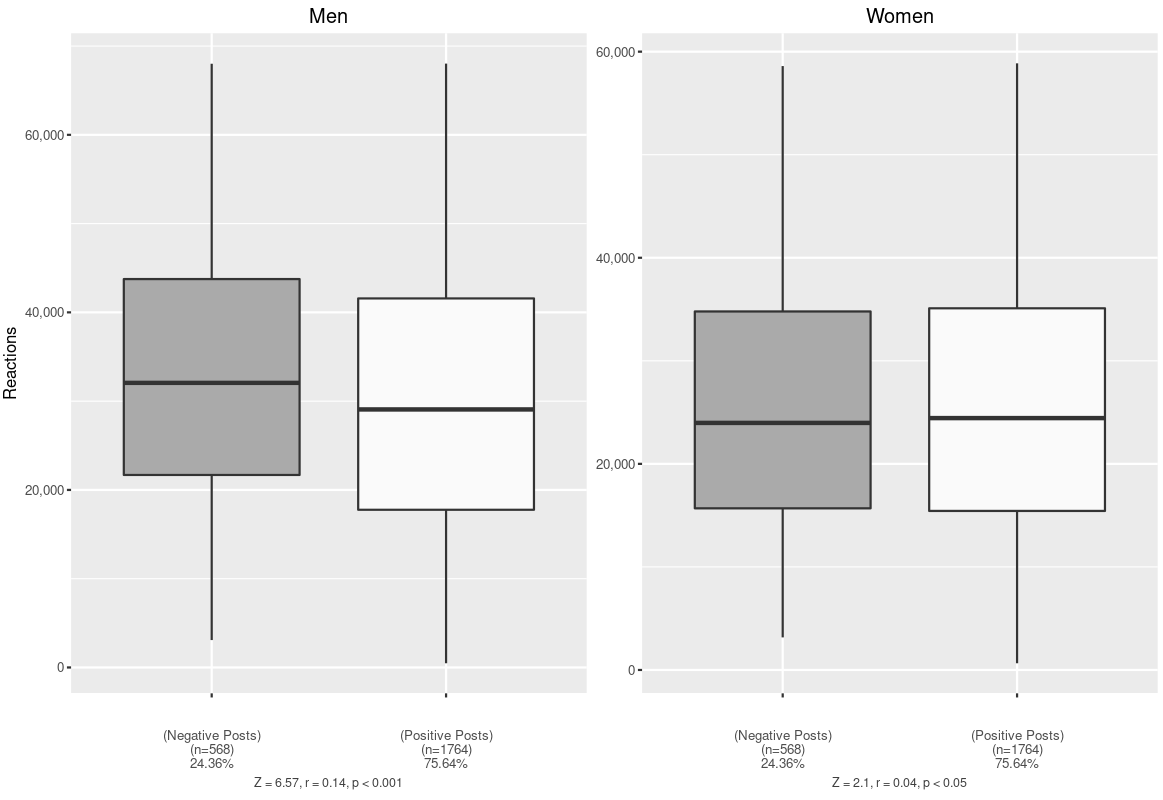 Men
Women
Reactions
60,000
40,000
20,000
0
60,000
40,000
20,000
0
(Negative Posts)
(n=568)
24.36%
(Positive Posts)
(n=1764)
75.64%
Z = 6.57, r = 0.14, p < 0.001
(Negative Posts)
(n=568)
24.36%
(Positive Posts)
(n=1764)
75.64%
Z = 2.1, r = 0.04, p < 0.05